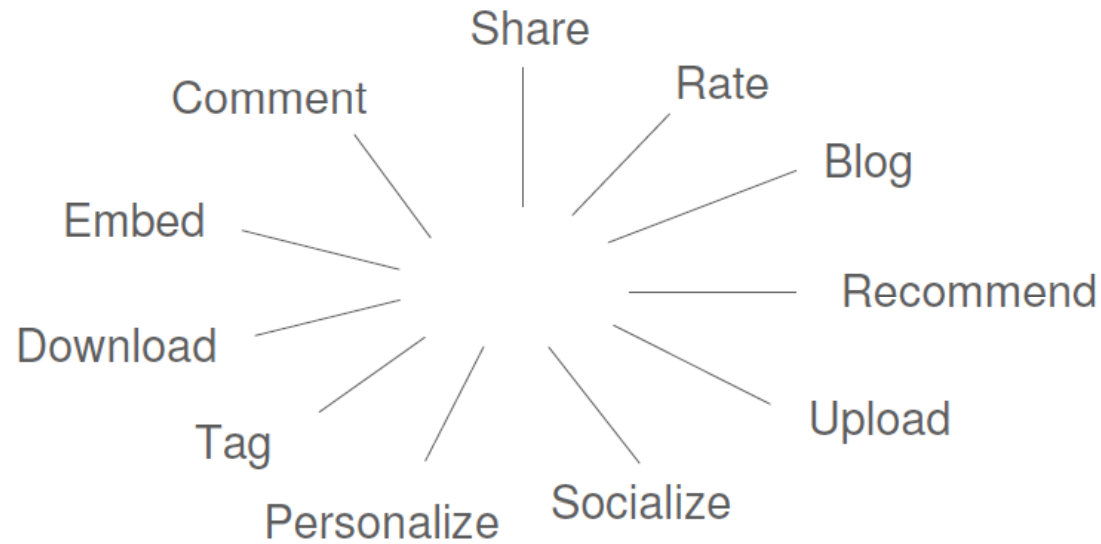 Share
Rate
Comment
Blog
Embed
Recommend
Download
Upload
Tag
Socialize
Personalize